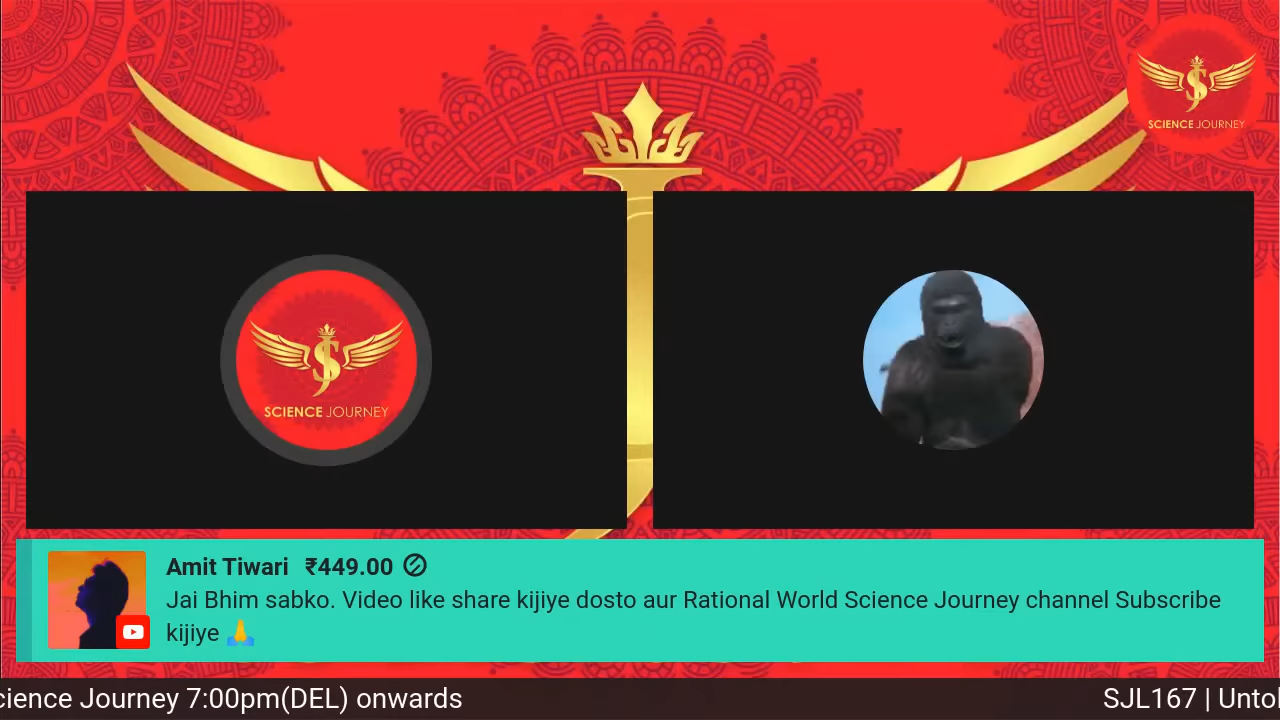 SCIENCE JOURNEY
SCIENCE JOURNEY
Amit Tiwari ₹449.00
Jai Bhim sabko. Video like share kijiye dosto aur Rational World Science Journey channel Subscribe
kijiye 🙏
cience Journey 7:00pm(DEL) onwards
SJL167 | Untol